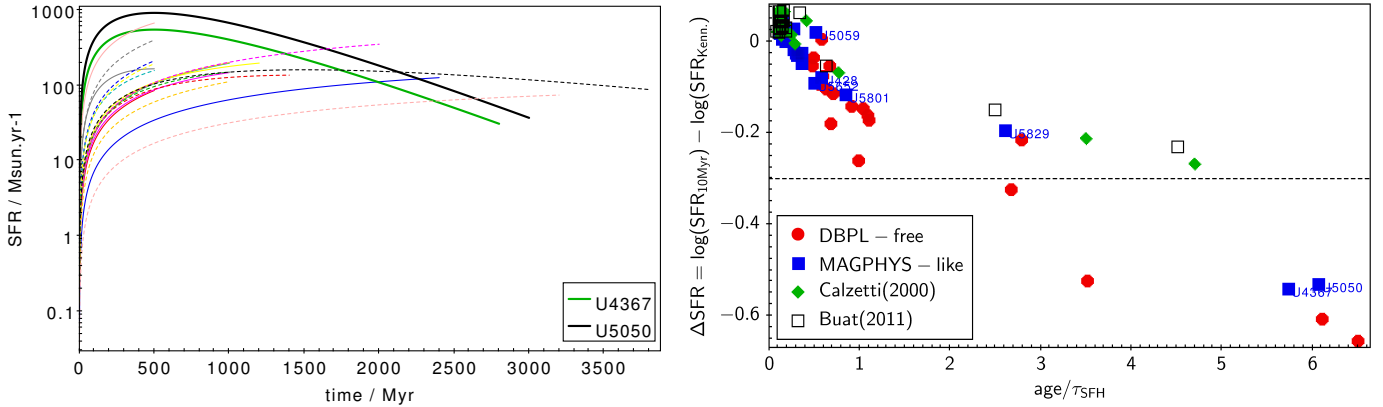 1000
100
10
1
0.1
SFR / Msun.yr-1
0 500 1000 1500 2000 2500 3000 3500
time / Myr
U4367
U5050
0
−0.2
−0.4
−0.6
ΔSFR = log(SFR10Myr) − log(SFRKenn.)
U5059
U428
U5801
U5829
U4367
U5050
DBPL − free
MAGPHYS − like
Calzetti(2000)
Buat(2011)
0 1 2 3 4 5 6
age/τSFH